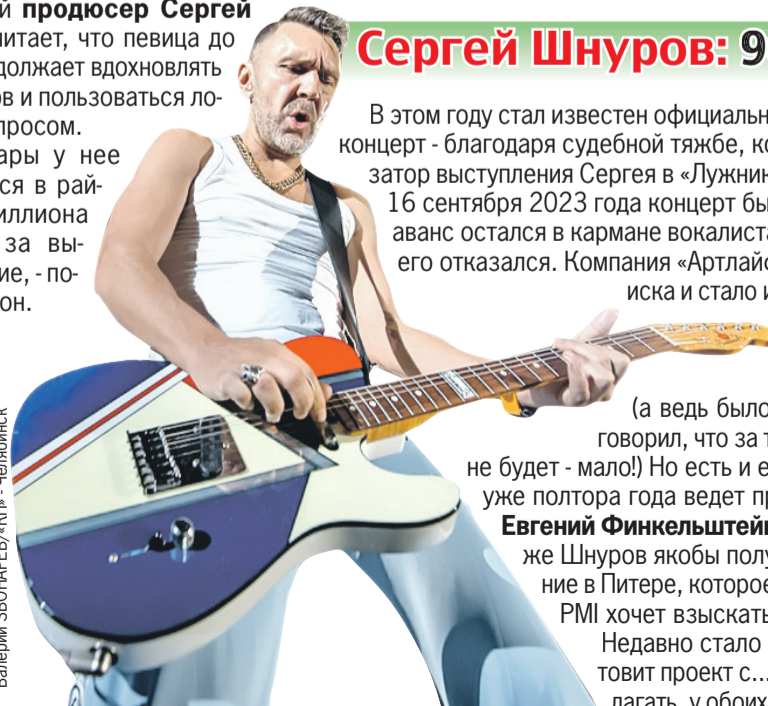 й продюсер Сергей
читает, что певица до
должает вдохновлять
ов и пользоваться ло-
просом.
ары у нее
ся в рай-
иллиона
за вы-
ие, - по-
он.
Валерий ЗВОНАРЕВ/«КП» - Челябинск
Сергей Шнуров: 9
В этом году стал известен официальн
концерт - благодаря судебной тяжбе, ко
затор выступления Сергея в «Лужник
16 сентября 2023 года концерт бы
аванс остался в кармане вокалиста
его отказался. Компания «Артлайф
иска и стало и
(а ведь было
говорил, что за т
не будет - мало!) Но есть и е
уже полтора года ведет пр
Евгений Финкельштейн
же Шнуров якобы полу
ние в Питере, которое
PMI хочет взыскать
Недавно стало
товит проект с...
лагать, у обоих